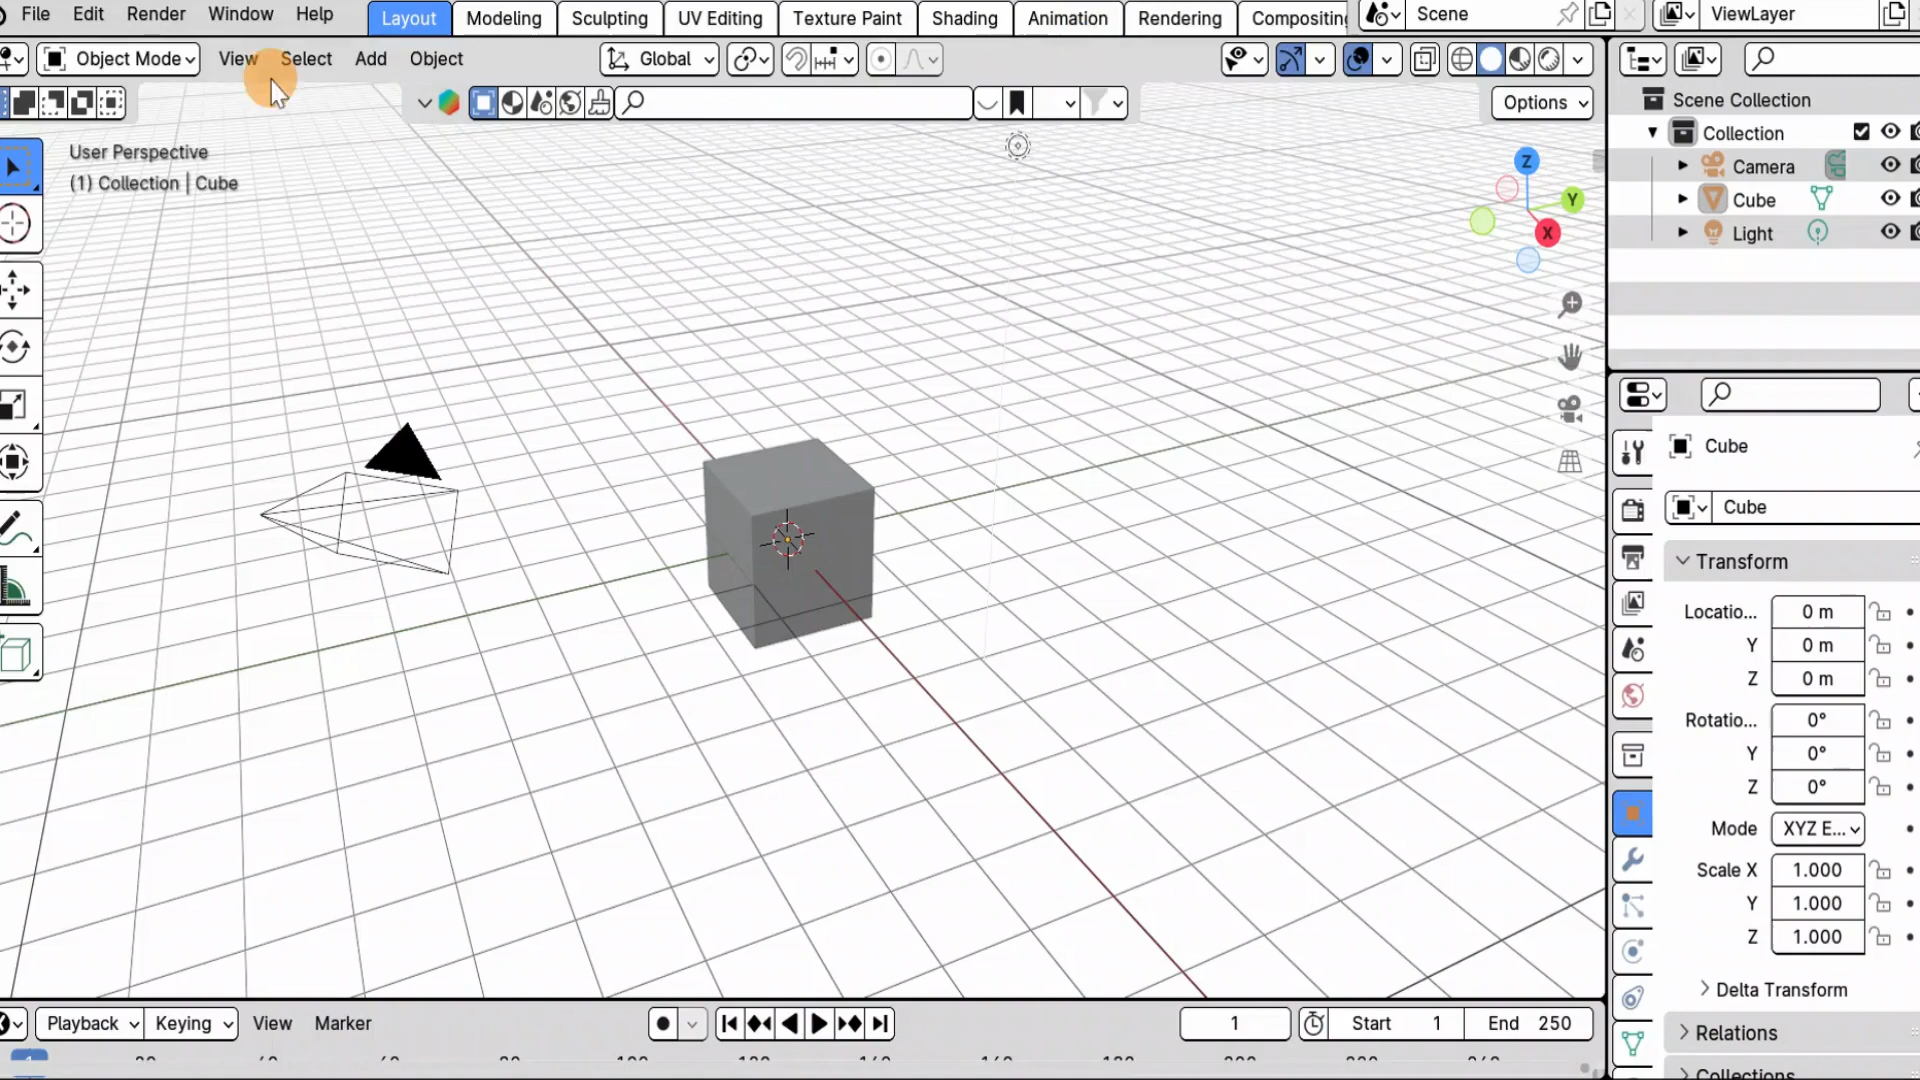 File Edit Render Window Help Layout Modeling Sculpting UV Editing Texture Paint Shading Animation Rendering Compositing Scene ViewLayer
Object Mode View Select Add Object Global
Options
User Perspective
(1) Collection | Cube
Z
Y
X
Scene Collection
Collection
Camera
Cube
Light
Cube
Cube
Transform
Locatio... 0 m
Y 0 m
Z 0 m
Rotatio... 0°
Y 0°
Z 0°
Mode XYZ E...
Scale X 1.000
Y 1.000
Z 1.000
Delta Transform
Relations
Collections
Playback Keying View Marker 1 Start 1 End 250